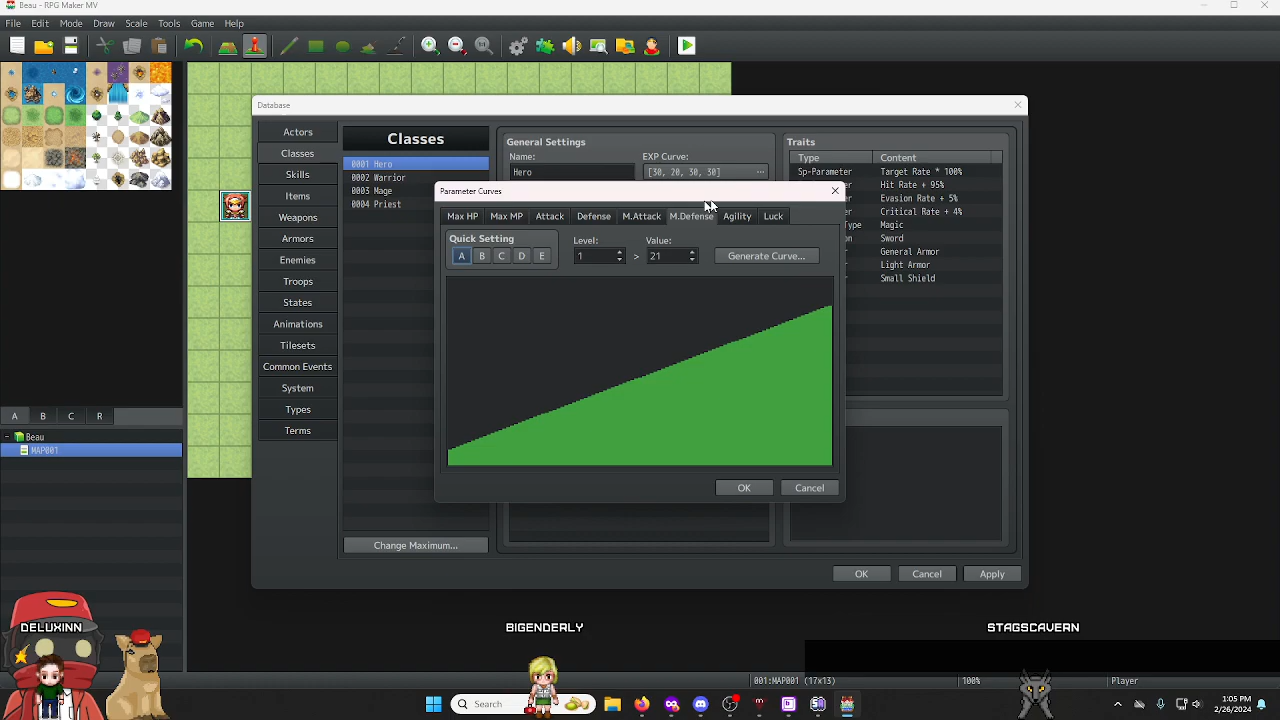 Beau - RPG Maker MV
File Edit Mode Draw Scale Tools Game Help
Database
Actors
Classes
Skills
Items
Weapons
Armors
Enemies
Troops
States
Animations
Tilesets
Common Events
System
Types
Terms
Classes
0001 Hero
0002 Warrior
0003 Mage
0004 Priest
Change Maximum...
General Settings
Name:
EXP Curve:
Hero
[30, 20, 30, 30]
...
Traits
Type Content
Sp-Parameter Target Rate * 100%
Hit Rate + 95%
Evasion Rate + 5%
Critical Rate + 4%
Type Magic
Sword
General Armor
Light Armor
Small Shield
Parameter Curves
Max HP Max MP Attack Defense M.Attack M.Defense Agility Luck
Quick Setting
A B C D E
Level:
Value:
1 > 21
Generate Curve...
OK Cancel
OK Cancel Apply
A B C R
Beau
MAP001
DELUXINN
BIGENDERLY
STAGSCAVERN
001:MAP001 (17x13) 100% Player
Search
1:05 PM
2/26/2024